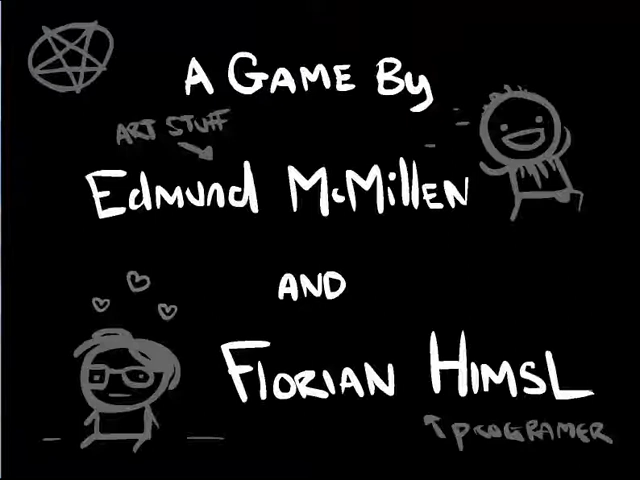 A GAME BY
ART STUFF
EDMUND McMILLEN
AND
FLORIAN HIMSL
PROGRAMER